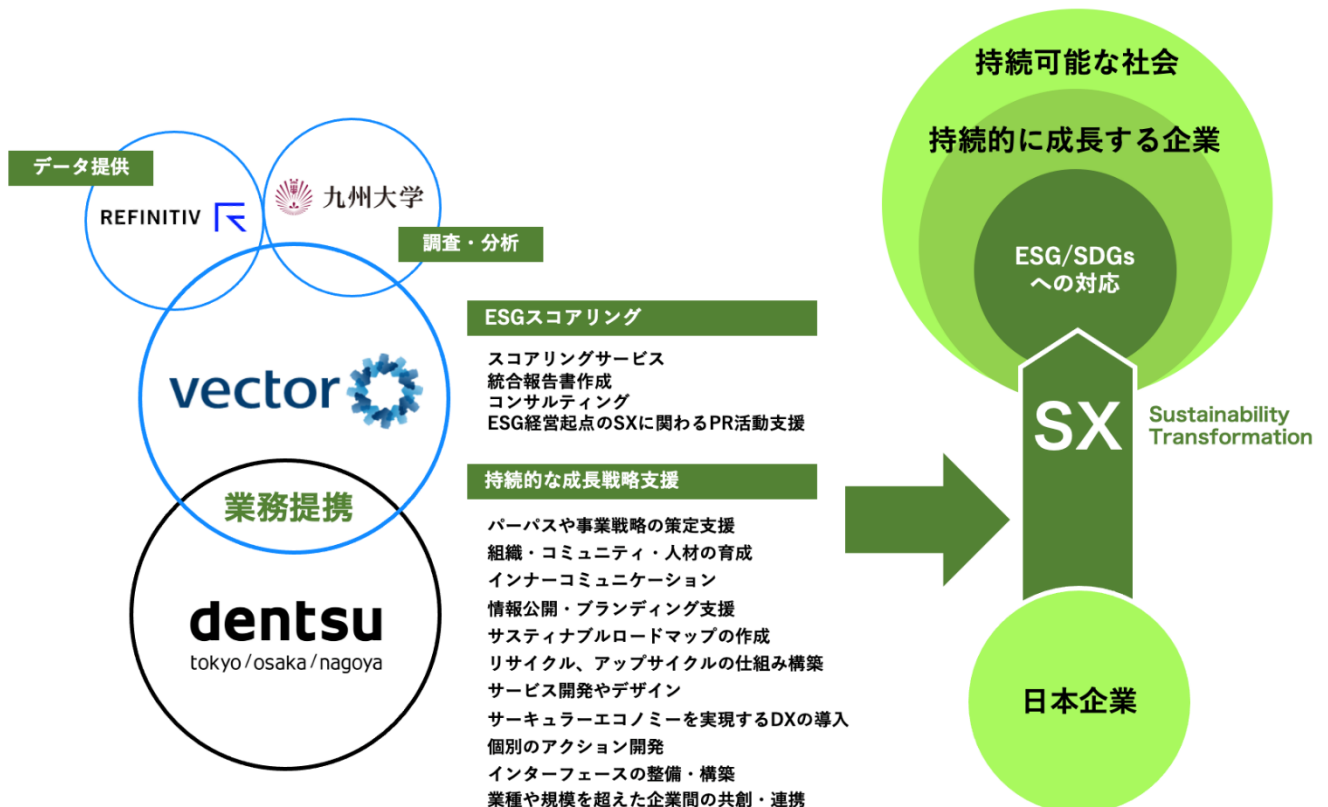 データ提供
REFINITIV
九州大学
調査・分析
vector
業務提携
dentsu
tokyo/osaka/nagoya
ESGスコアリング
スコアリングサービス
統合報告書作成
コンサルティング
ESG経営起点のSXに関わるPR活動支援
持続的な成長戦略支援
パーパスや事業戦略の策定支援
組織・コミュニティ・人材の育成
インナーコミュニケーション
情報公開・ブランディング支援
サスティナブルロードマップの作成
リサイクル、アップサイクルの仕組み構築
サービス開発やデザイン
サーキュラーエコノミーを実現するDXの導入
個別のアクション開発
インターフェースの整備・構築
業種や規模を超えた企業間の共創・連携
持続可能な社会
持続的に成長する企業
ESG/SDGs
への対応
SX
Sustainability
Transformation
日本企業